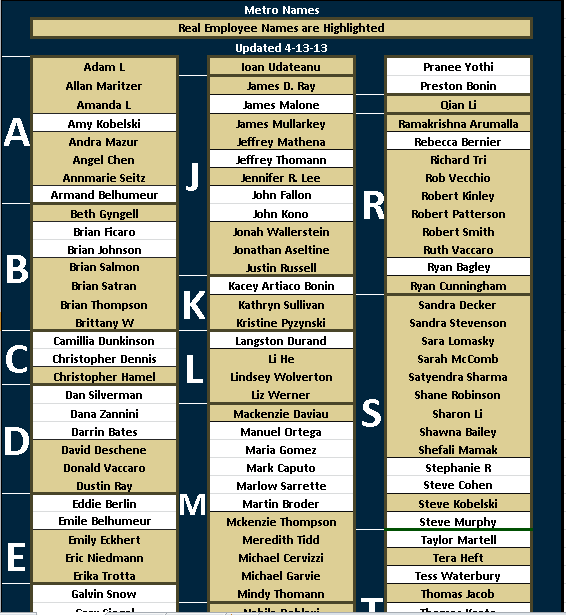 Metro Names
Real Employee Names are Highlighted
Updated 4-13-13
A
Adam L
Allan Maritzer
Amanda L
Amy Kobelski
Andra Mazur
Angel Chen
Annmarie Seitz
Armand Belhumeur
B
Beth Gyngell
Brian Ficaro
Brian Johnson
Brian Salmon
Brian Satran
Brian Thompson
Brittany W
C
Camillia Dunkinson
Christopher Dennis
Christopher Hamel
D
Dan Silverman
Dana Zannini
Darrin Bates
David Deschene
Donald Vaccaro
Dustin Ray
E
Eddie Berlin
Emile Belhumeur
Emily Eckhert
Eric Niedmann
Erika Trotta
Galvin Snow
Ioan Udateanu
J
James D. Ray
James Malone
James Mullarkey
Jeffrey Mathena
Jeffrey Thomann
Jennifer R. Lee
John Fallon
John Kono
Jonah Wallerstein
Jonathan Aseltine
Justin Russell
K
Kacey Artiaco Bonin
Kathryn Sullivan
Kristine Pyzynski
L
Langston Durand
Li He
Lindsey Wolverton
Liz Werner
M
Mackenzie Daviau
Manuel Ortega
Maria Gomez
Mark Caputo
Marlow Sarrette
Martin Broder
Mckenzie Thompson
Meredith Tidd
Michael Cervizzi
Michael Garvie
Mindy Thomann
Pranee Yothi
Preston Bonin
Qian Li
R
Ramakrishna Arumalla
Rebecca Bernier
Richard Tri
Rob Vecchio
Robert Kinley
Robert Patterson
Robert Smith
Ruth Vaccaro
Ryan Bagley
Ryan Cunningham
S
Sandra Decker
Sandra Stevenson
Sara Lomasky
Sarah McComb
Satyendra Sharma
Shane Robinson
Sharon Li
Shawna Bailey
Shefali Mamak
Stephanie R
Steve Cohen
Steve Kobelski
Steve Murphy
T
Taylor Martell
Tera Heft
Tess Waterbury
Thomas Jacob